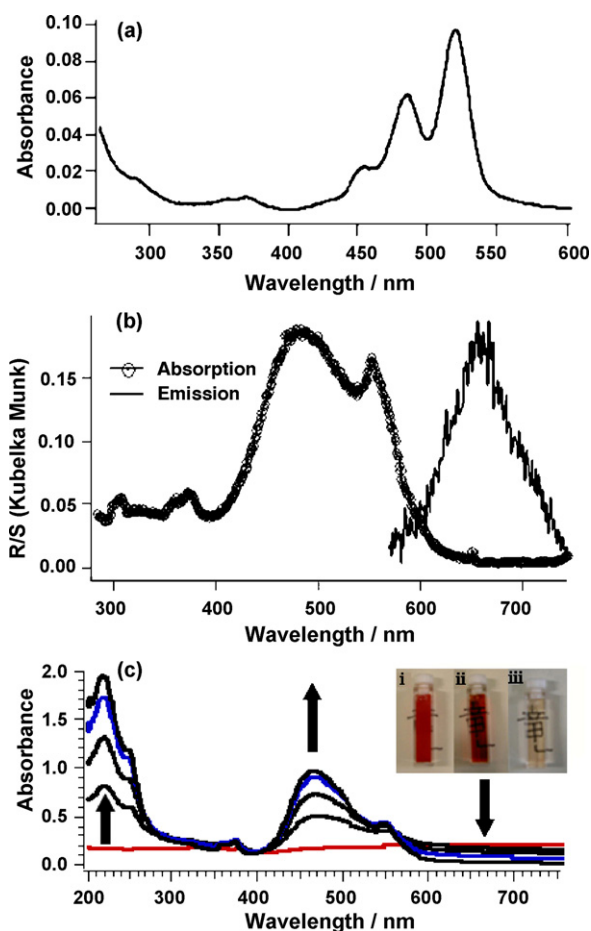 (a)
Absorbance
0.10
0.08
0.06
0.04
0.02
0.00
300 350 400 450 500 550 600
Wavelength / nm
(b)
Absorption
Emission
R/S (Kubelka Munk)
0.15
0.10
0.05
0.00
300 400 500 600 700
Wavelength / nm
(c)
i ii iii
Absorbance
2.0
1.5
1.0
0.5
0.0
200 300 400 500 600 700
Wavelength / nm